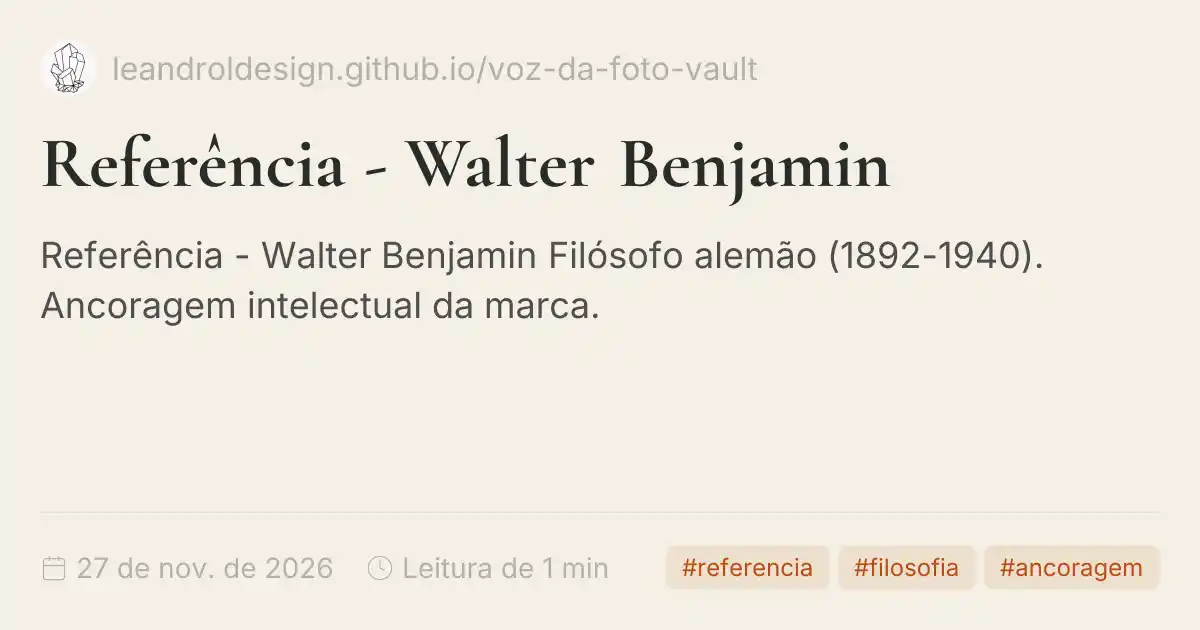 leandroldesign.github.io/voz-da-foto-vault
Referência - Walter Benjamin
Referência - Walter Benjamin Filósofo alemão (1892-1940).
Ancoragem intelectual da marca.
27 de nov. de 2026 Leitura de 1 min #referencia #filosofia #ancoragem